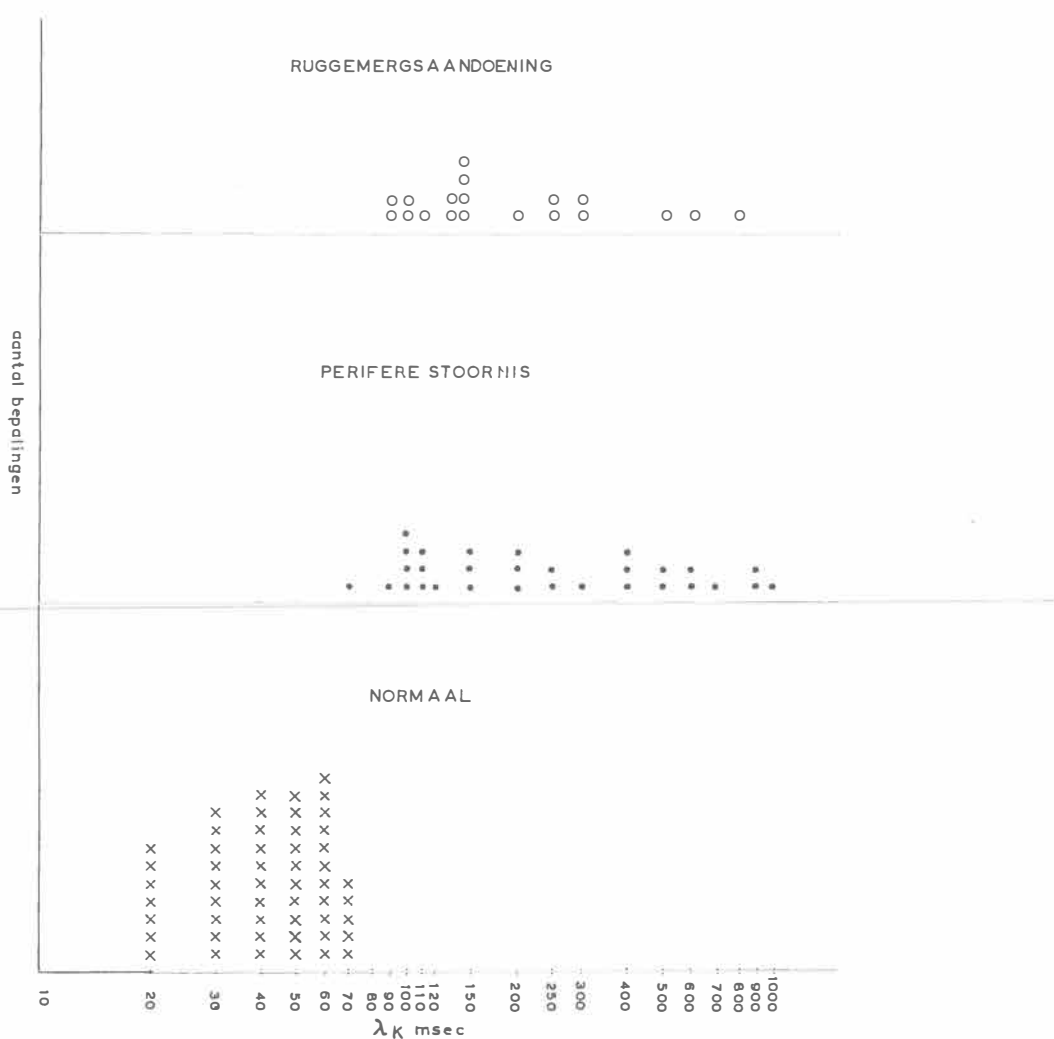 RUGGEMERGSAANDOENING
PERIFERE STOORNIS
NORMAAL
aantal bepalingen
10 20 30 40 50 60 70 80 90 100 110 120 150 200 250 300 400 500 600 700 800 900 1000
λK msec